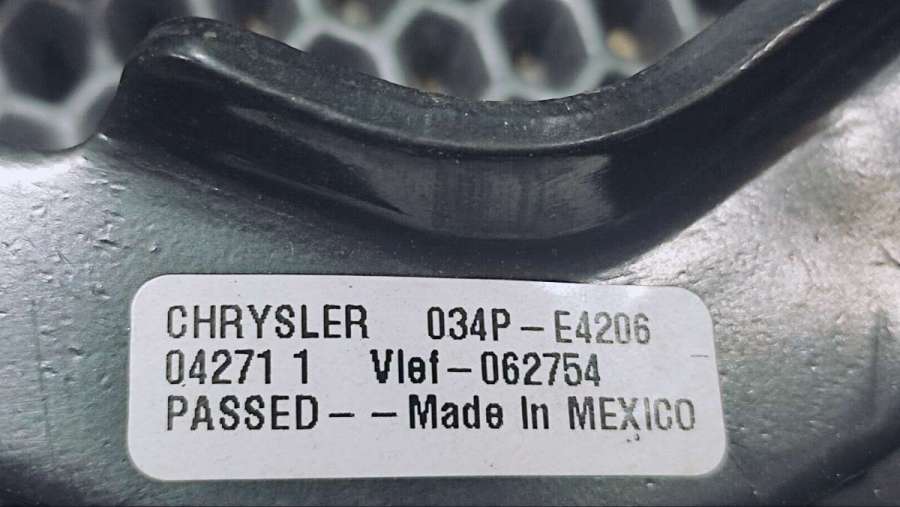 CHRYSLER 034P-E4206
04271 1 Vlef-062754
PASSED--Made In MEXICO